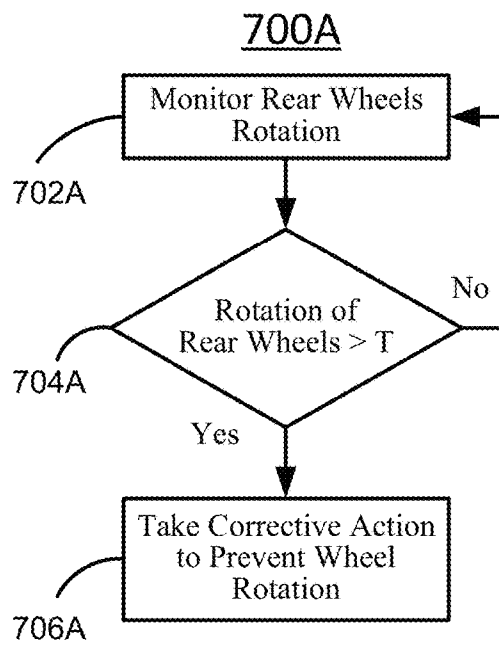 700A
Monitor Rear Wheels
Rotation
702A
Rotation of
Rear Wheels > T
No
704A
Yes
Take Corrective Action
to Prevent Wheel
Rotation
706A